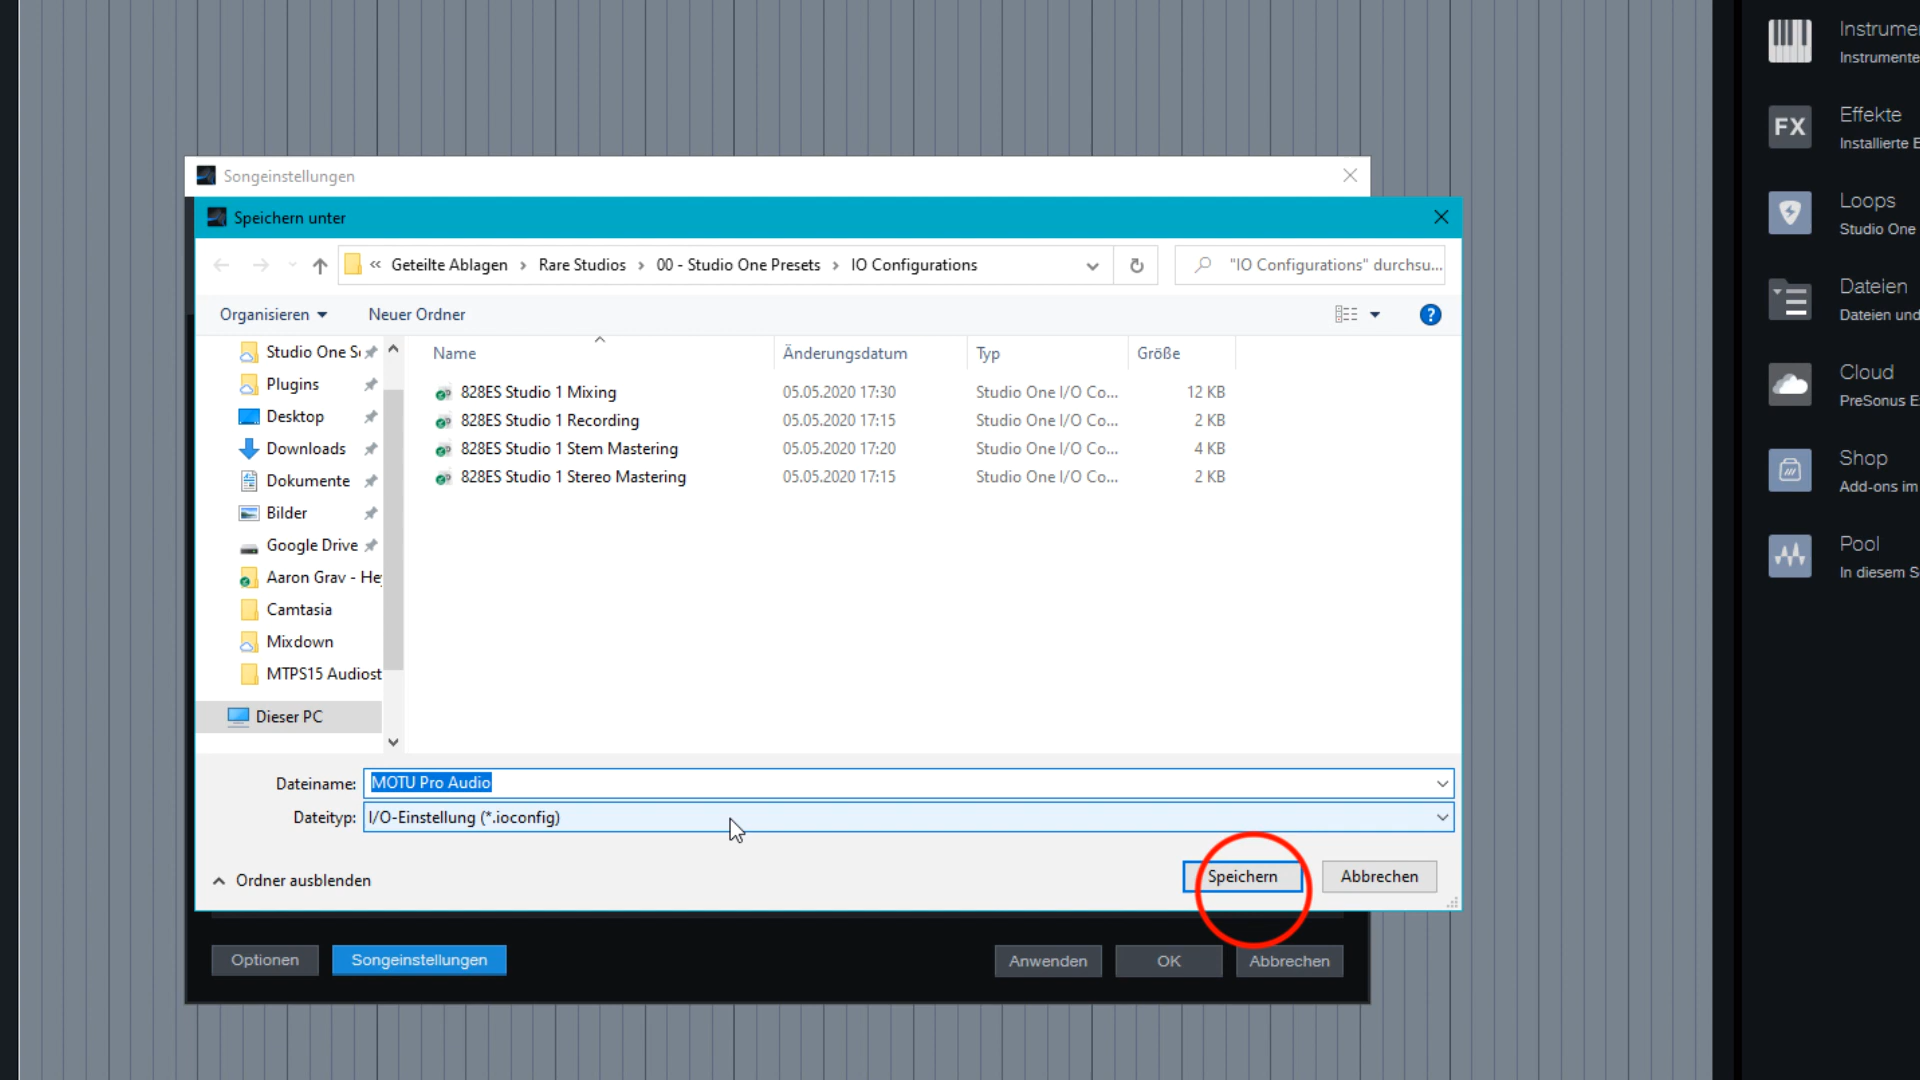 Songeinstellungen
Speichern unter
« Geteilte Ablagen › Rare Studios › 00 - Studio One Presets › IO Configurations
"IO Configurations" durchsu...
Organisieren
Neuer Ordner
?
Name
Änderungsdatum
Typ
Größe
828ES Studio 1 Mixing 05.05.2020 17:30 Studio One I/O Co... 12 KB
828ES Studio 1 Recording 05.05.2020 17:15 Studio One I/O Co... 2 KB
828ES Studio 1 Stem Mastering 05.05.2020 17:20 Studio One I/O Co... 4 KB
828ES Studio 1 Stereo Mastering 05.05.2020 17:15 Studio One I/O Co... 2 KB
Studio One
Plugins
Desktop
Downloads
Dokumente
Bilder
Google Drive
Aaron Grav -
Camtasia
Mixdown
MTPS15 Audiost
Dieser PC
Dateiname: MOTU Pro Audio
Dateityp: I/O-Einstellung (*.ioconfig)
Ordner ausblenden
Speichern
Abbrechen
Optionen
Songeinstellungen
Anwenden
OK
Abbrechen
Instrumen
Instrumente
FX
Effekte
Installierte E
Loops
Studio One
Dateien
Dateien und
Cloud
PreSonus E
Shop
Add-ons im
Pool
In diesem S